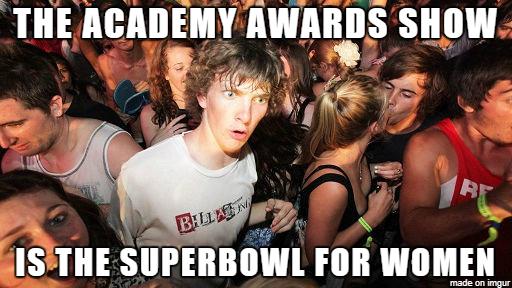 THE ACADEMY AWARDS SHOW
IS THE SUPERBOWL FOR WOMEN
made on imgur